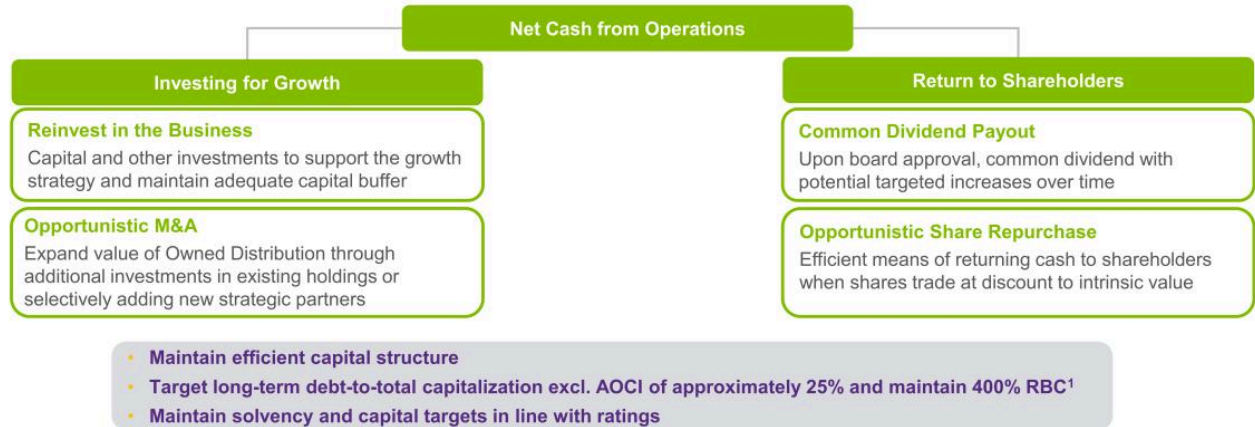 Net Cash from Operations
Investing for Growth
Reinvest in the Business
Capital and other investments to support the growth
strategy and maintain adequate capital buffer
Opportunistic M&A
Expand value of Owned Distribution through
additional investments in existing holdings or
selectively adding new strategic partners
Return to Shareholders
Common Dividend Payout
Upon board approval, common dividend with
potential targeted increases over time
Opportunistic Share Repurchase
Efficient means of returning cash to shareholders
when shares trade at discount to intrinsic value
• Maintain efficient capital structure
• Target long-term debt-to-total capitalization excl. AOCI of approximately 25% and maintain 400% RBC¹
• Maintain solvency and capital targets in line with ratings